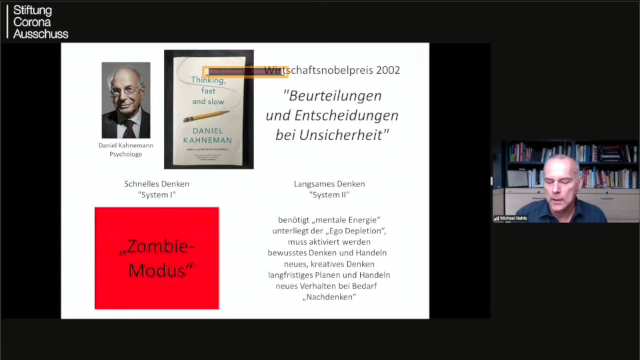 Stiftung
Corona
Ausschuss
Wirtschaftsnobelpreis 2002
Thinking,
fast
and slow
DANIEL
KAHNEMAN
"Beurteilungen
und Entscheidungen
bei Unsicherheit"
Daniel Kahnemann
Psychologe
Schnelles Denken
"System I"
„Zombie-
Modus“
Langsames Denken
"System II"
benötigt „mentale Energie“
unterliegt der „Ego Depletion“,
muss aktiviert werden
bewusstes Denken und Handeln
neues, kreatives Denken
langfristiges Planen und Handeln
neues Verhalten bei Bedarf
„Nachdenken“
Michael Nehls